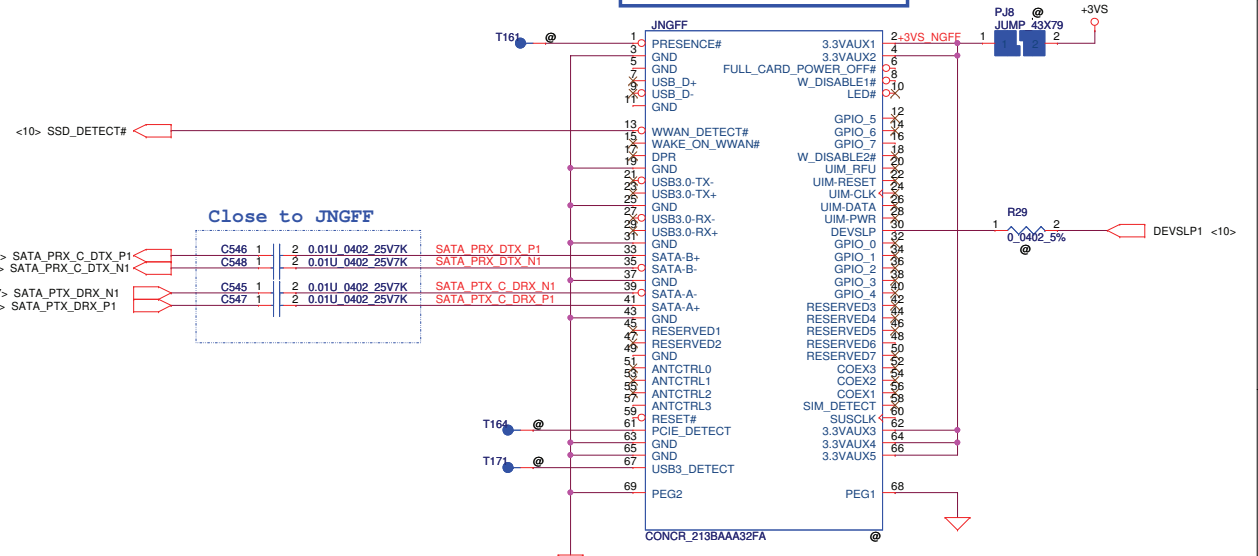 JNGFF
PJ8 @ +3VS
JUMP_43X79
T161 @ 1 PRESENCE# 3.3VAUX1 2 +3VS_NGFF 1 1 2 2
3 GND 3.3VAUX2 4
5 GND FULL_CARD_POWER_OFF# 6
7 USB_D+ W_DISABLE1# 8
9 USB_D- LED# 10
11 GND
GPIO_5 12
<10> SSD_DETECT# 13 WWAN_DETECT# GPIO_6 14
15 WAKE_ON_WWAN# GPIO_7 16
17 DPR W_DISABLE2# 18
19 GND UIM_RFU 20
21 USB3.0-TX- UIM-RESET 22
23 USB3.0-TX+ UIM-CLK 24
25 GND UIM-DATA 26
27 USB3.0-RX- UIM-PWR 28
29 USB3.0-RX+ DEVSLP 30 1 R29 2 DEVSLP1 <10>
0_0402_5%
@
31 GND GPIO_0 32
Close to JNGFF
> SATA_PRX_C_DTX_P1 C546 1 2 0.01U_0402_25V7K SATA_PRX_DTX_P1 33 SATA-B+ GPIO_1 34
> SATA_PRX_C_DTX_N1 C548 1 2 0.01U_0402_25V7K SATA_PRX_DTX_N1 35 SATA-B- GPIO_2 36
37 GND GPIO_3 38
> SATA_PTX_DRX_N1 C545 1 2 0.01U_0402_25V7K SATA_PTX_C_DRX_N1 39 SATA-A- GPIO_4 40
> SATA_PTX_DRX_P1 C547 1 2 0.01U_0402_25V7K SATA_PTX_C_DRX_P1 41 SATA-A+ RESERVED3 42
43 GND RESERVED4 44
45 RESERVED1 RESERVED5 46
47 RESERVED2 RESERVED6 48
49 GND RESERVED7 50
51 ANTCTRL0 COEX3 52
53 ANTCTRL1 COEX2 54
55 ANTCTRL2 COEX1 56
57 ANTCTRL3 SIM_DETECT 58
59 RESET# SUSCLK 60
T164 @ 61 PCIE_DETECT 3.3VAUX3 62
63 GND 3.3VAUX4 64
65 GND 3.3VAUX5 66
T171 @ 67 USB3_DETECT
69 PEG2 PEG1 68
CONCR_213BAAA32FA @